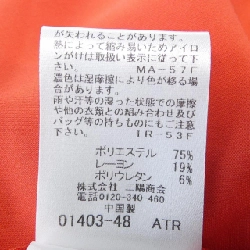 が失われることがあります。
熱によって縮み易いためアイロ
ンがけは取扱い表示に従って下
さい。 MA-57F
濃色は湿摩擦により色が移る場
合があります。
雨や汗等の湿った状態での摩擦
や他の衣類との組み合わせ及び
バッグ等の持ちものにもご注意
下さい。 IR-53F
ポリエステル 75%
レーヨン 19%
ポリウレタン 6%
株式会社 三陽商会
電話0120-340-460
中国製
01403-48 ATR